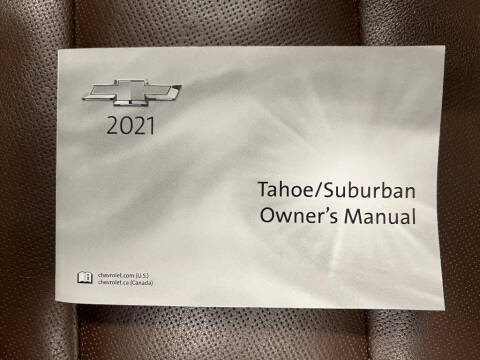 2021
Tahoe/Suburban
Owner's Manual
chevrolet.com (U.S.)
chevrolet.ca (Canada)